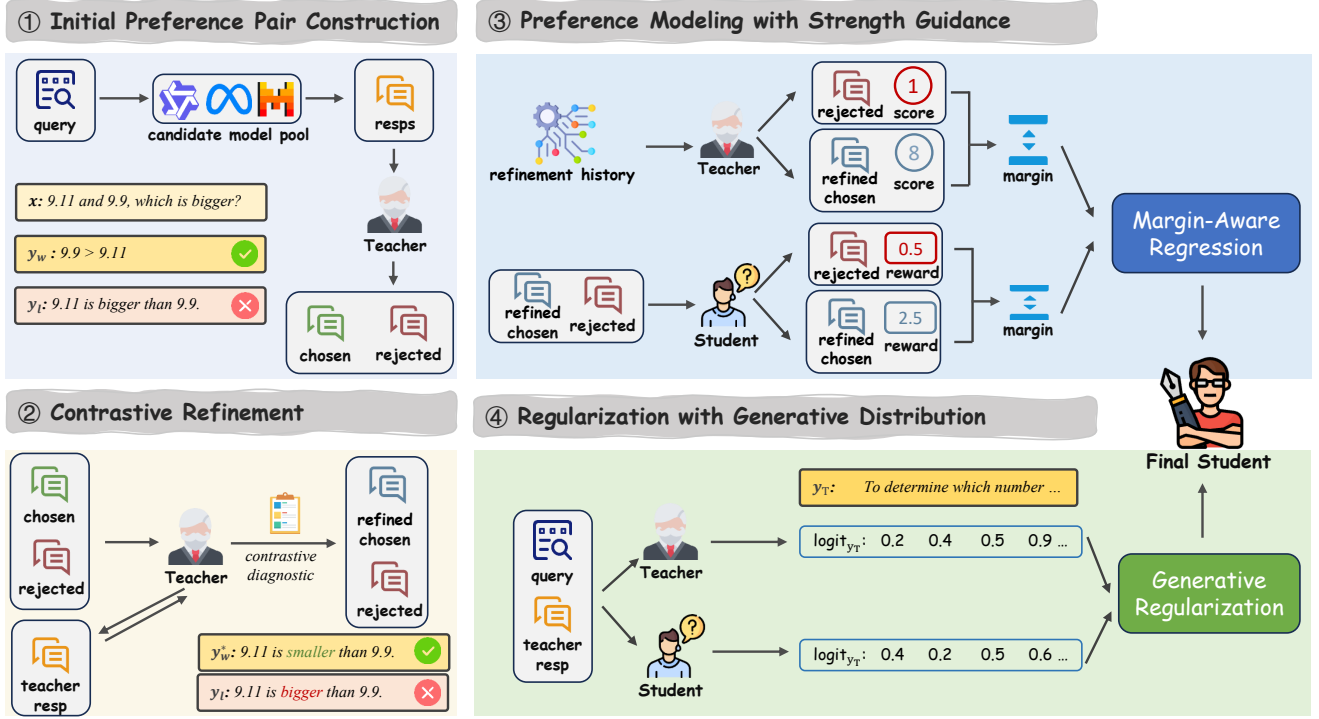 ① Initial Preference Pair Construction
query
candidate model pool
resps
x: 9.11 and 9.9, which is bigger?
y_w : 9.9 > 9.11
y_l: 9.11 is bigger than 9.9.
Teacher
chosen
rejected
② Contrastive Refinement
chosen
rejected
Teacher
contrastive
diagnostic
refined
chosen
rejected
teacher
resp
y_w^*: 9.11 is smaller than 9.9.
y_l: 9.11 is bigger than 9.9.
③ Preference Modeling with Strength Guidance
refinement history
Teacher
1
rejected score
8
refined
chosen
score
margin
refined
chosen
rejected
Student
0.5
rejected reward
2.5
refined
chosen
reward
margin
Margin-Aware
Regression
Final Student
④ Regularization with Generative Distribution
query
teacher
resp
Teacher
Student
y_T: To determine which number ...
logit_{y_T}: 0.2 0.4 0.5 0.9 ...
logit_{y_T}: 0.4 0.2 0.5 0.6 ...
Generative
Regularization